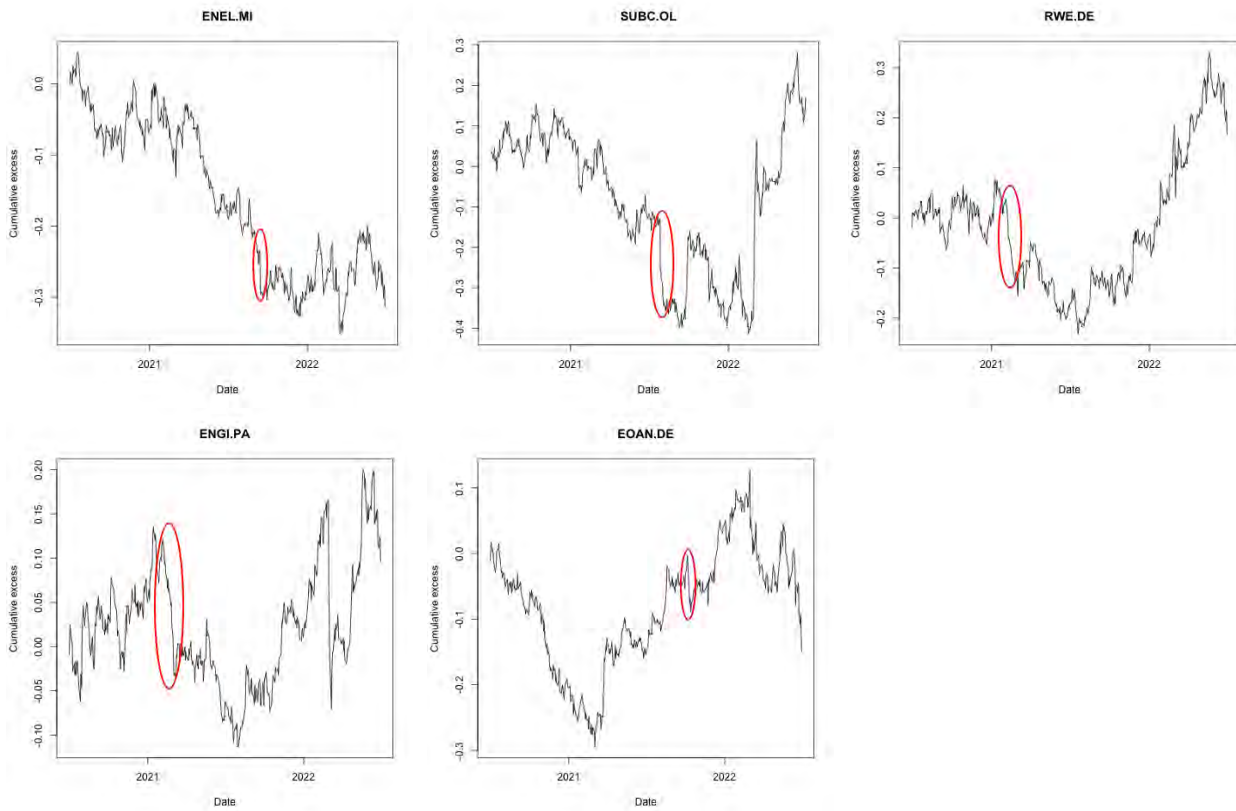 ENEL.MI
Cumulative excess
0.0
-0.1
-0.2
-0.3
2021 2022
Date
SUBC.OL
Cumulative excess
0.3
0.2
0.1
0.0
-0.1
-0.2
-0.3
-0.4
2021 2022
Date
RWE.DE
Cumulative excess
0.3
0.2
0.1
0.0
-0.1
-0.2
2021 2022
Date
ENGI.PA
Cumulative excess
0.20
0.15
0.10
0.05
0.00
-0.05
-0.10
2021 2022
Date
EOAN.DE
Cumulative excess
0.1
0.0
-0.1
-0.2
-0.3
2021 2022
Date